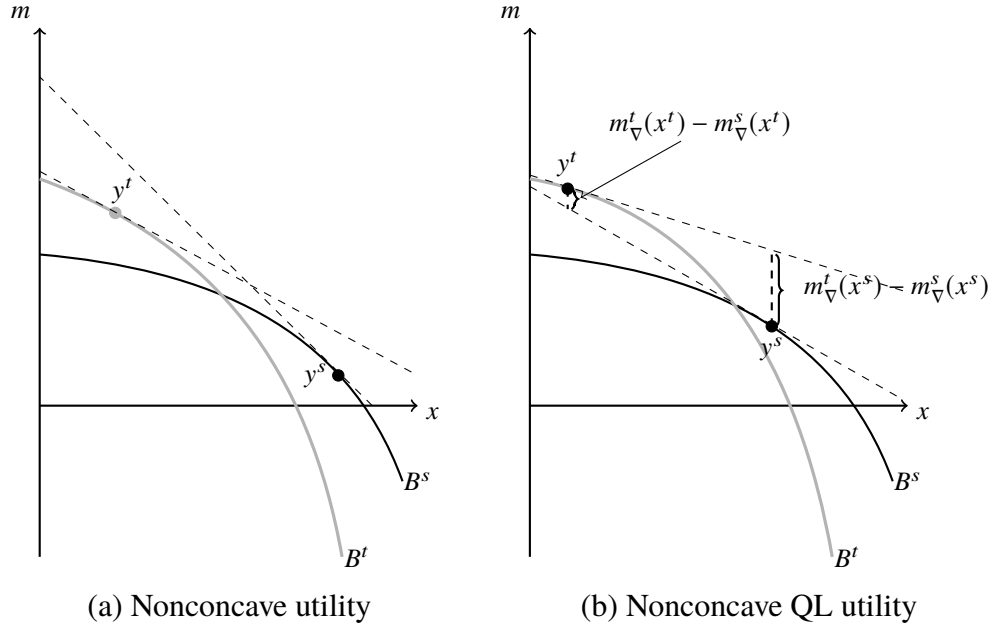 m
y^t
y^s
x
B^s
B^t
(a) Nonconcave utility
m
m^t_∇(x^t) − m^s_∇(x^t)
y^t
m^t_∇(x^s) − m^s_∇(x^s)
y^s
x
B^s
B^t
(b) Nonconcave QL utility